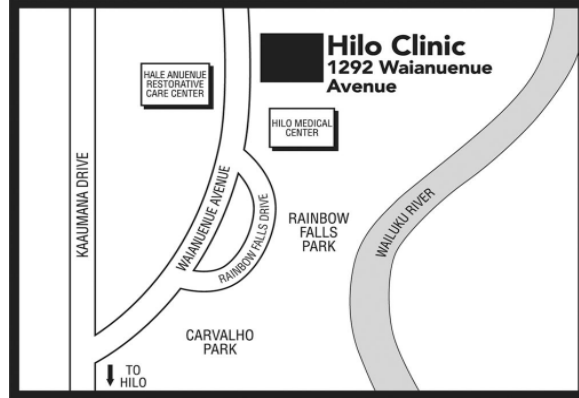 Hilo Clinic
1292 Waianuenue
Avenue
HALE ANUENUE
RESTORATIVE
CARE CENTER
HILO MEDICAL
CENTER
KAAUMANA DRIVE
WAIANUENUE AVENUE
RAINBOW FALLS DRIVE
RAINBOW
FALLS
PARK
WAILUKU RIVER
CARVALHO
PARK
TO
HILO